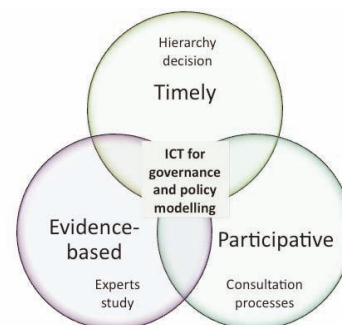 Hierarchy
decision
Timely
ICT for
governance
and policy
modelling
Evidence-
based
Experts
study
Participative
Consultation
processes